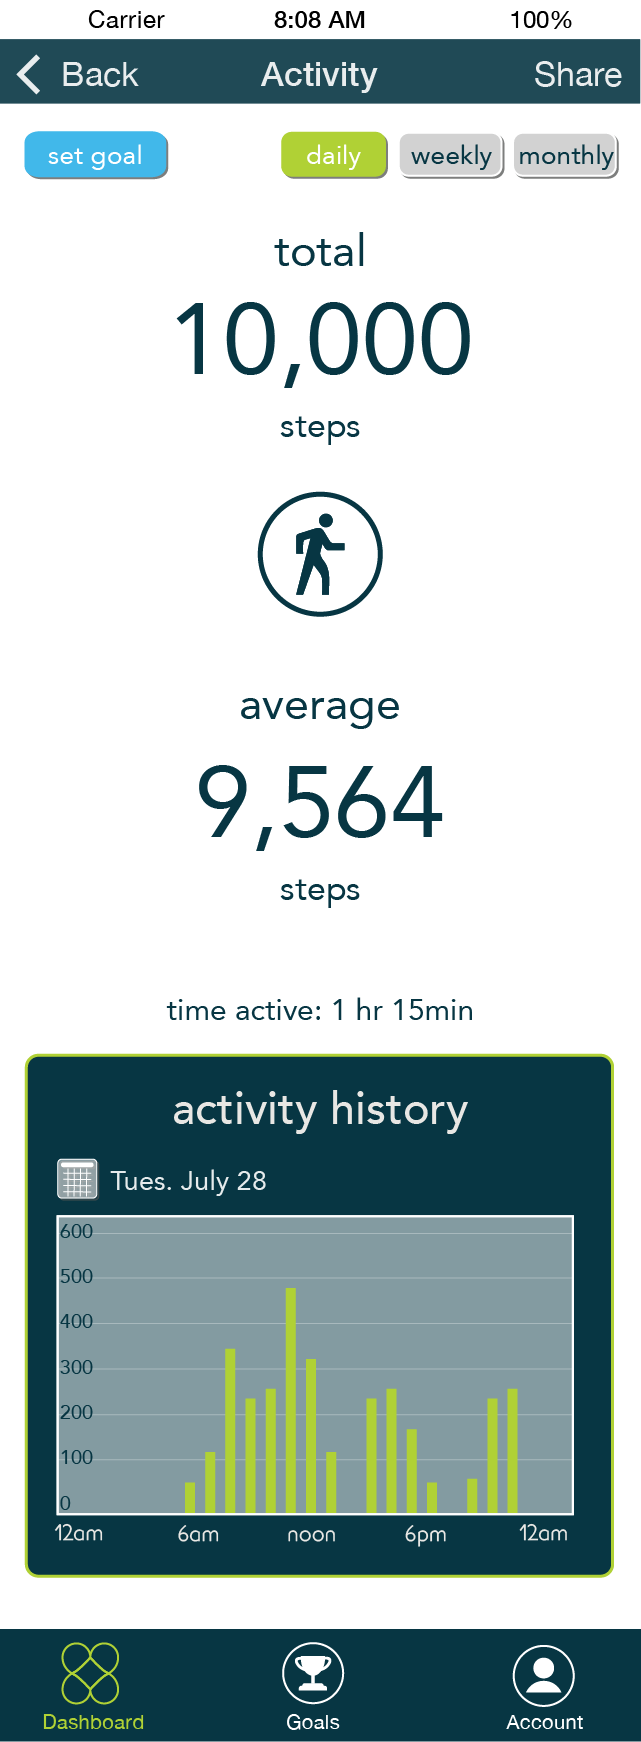 Carrier 8:08 AM 100%
Back Activity Share
set goal daily weekly monthly
total
10,000
steps
average
9,564
steps
time active: 1 hr 15min
activity history
Tues. July 28
600
500
400
300
200
100
0
12am 6am noon 6pm 12am
Dashboard Goals Account